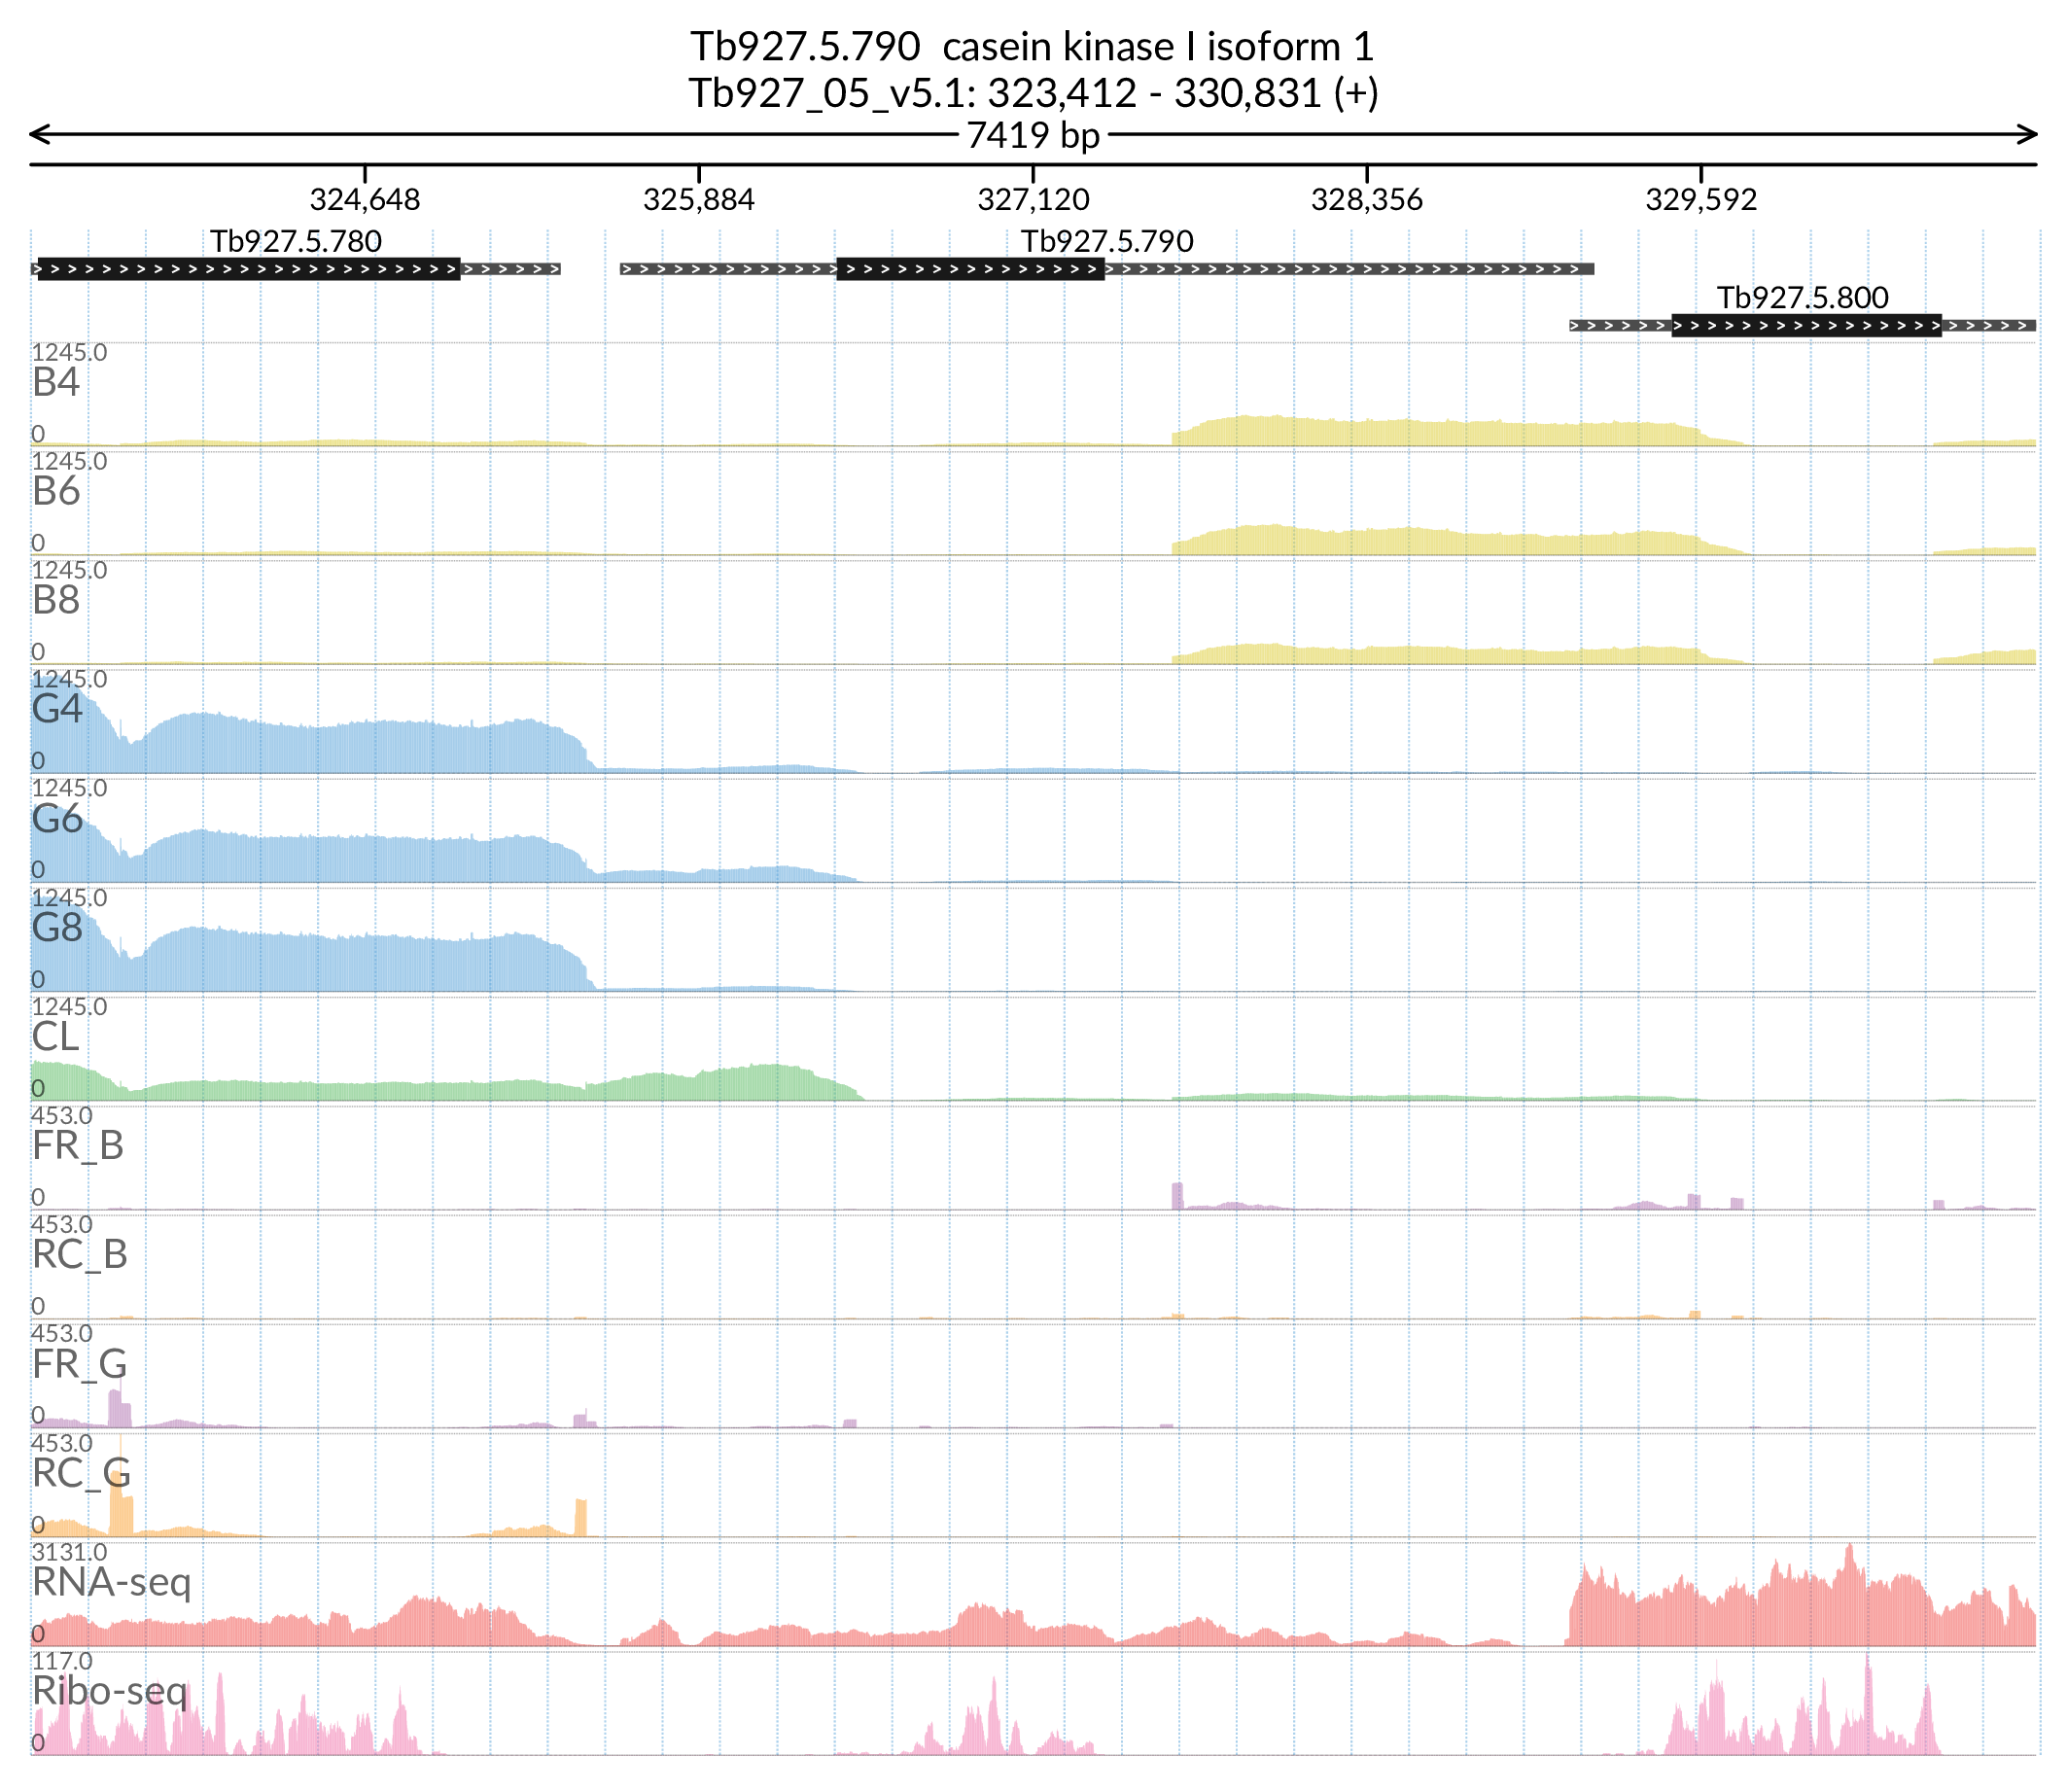 Tb927.5.790  casein kinase I isoform 1
Tb927_05_v5.1: 323,412 - 330,831 (+)
7419 bp
324,648 325,884 327,120 328,356 329,592
Tb927.5.780 Tb927.5.790
Tb927.5.800
1245.0
B4
0
1245.0
B6
0
1245.0
B8
0
1245.0
G4
0
1245.0
G6
0
1245.0
G8
0
1245.0
CL
0
453.0
FR_B
0
453.0
RC_B
0
453.0
FR_G
0
453.0
RC_G
0
3131.0
RNA-seq
0
117.0
Ribo-seq
0